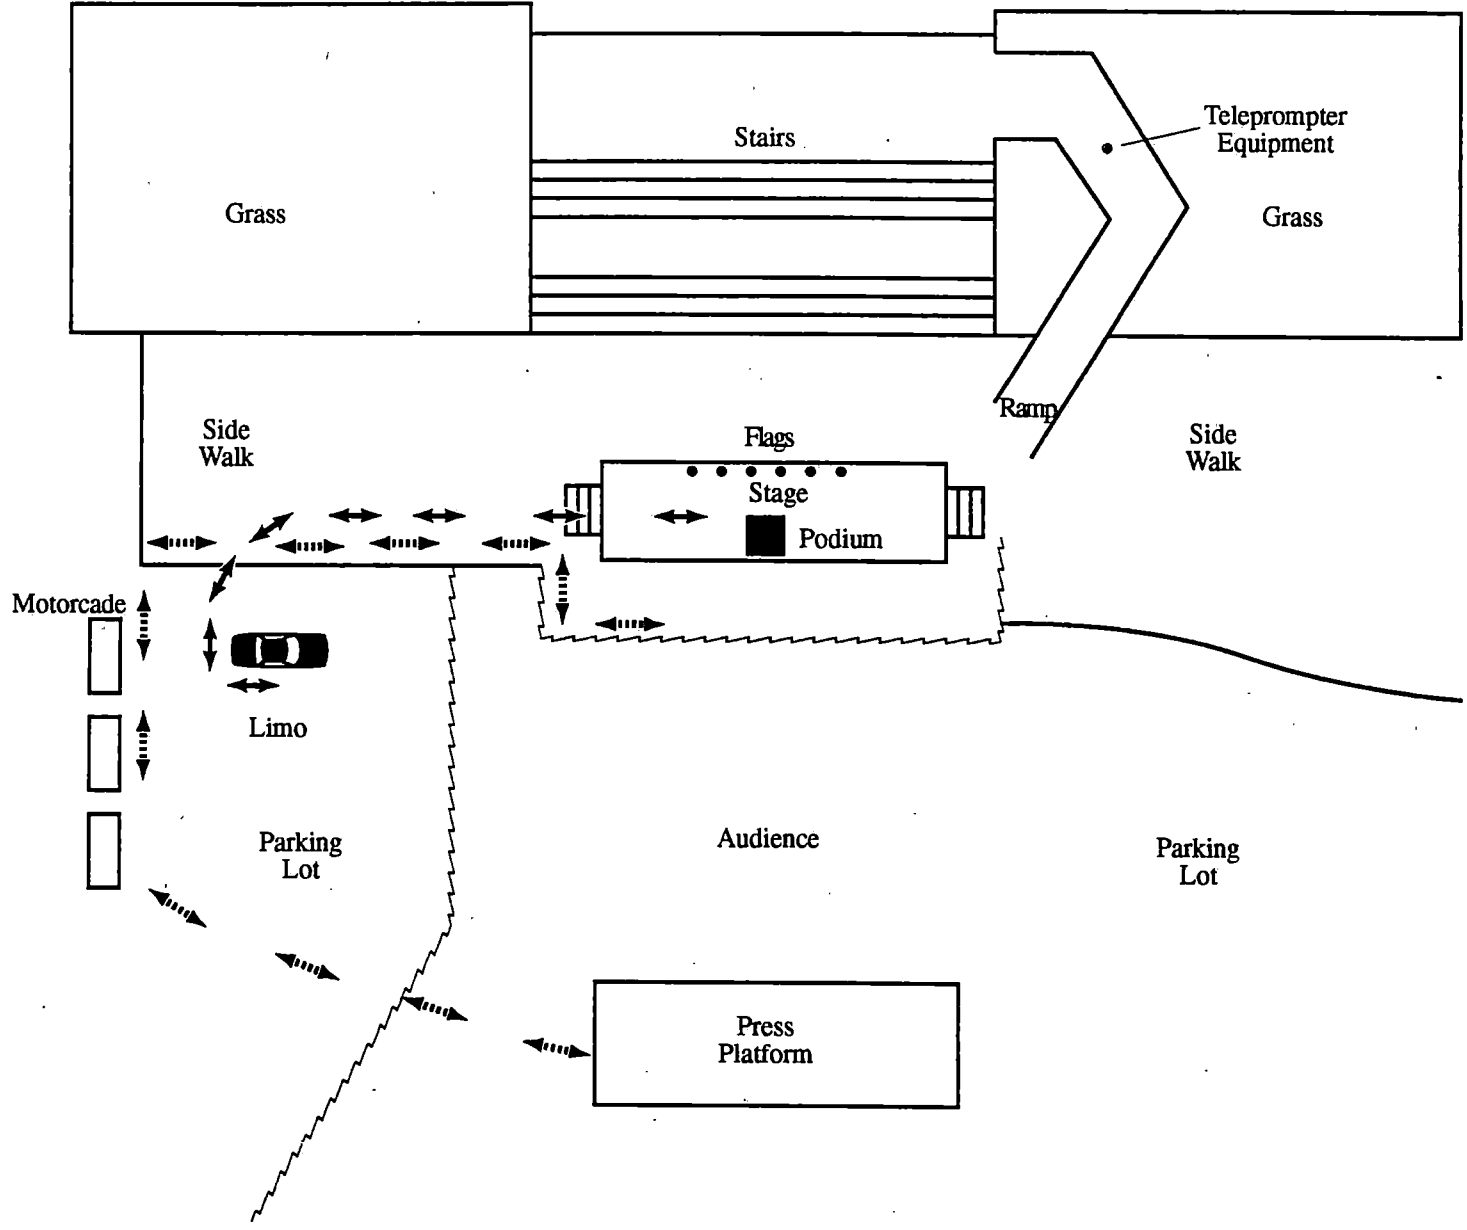 Teleprompter
Equipment
Stairs
Grass
Grass
Ramp
Side
Walk
Flags
Side
Walk
Stage
Podium
Motorcade
Limo
Parking
Lot
Audience
Parking
Lot
Press
Platform